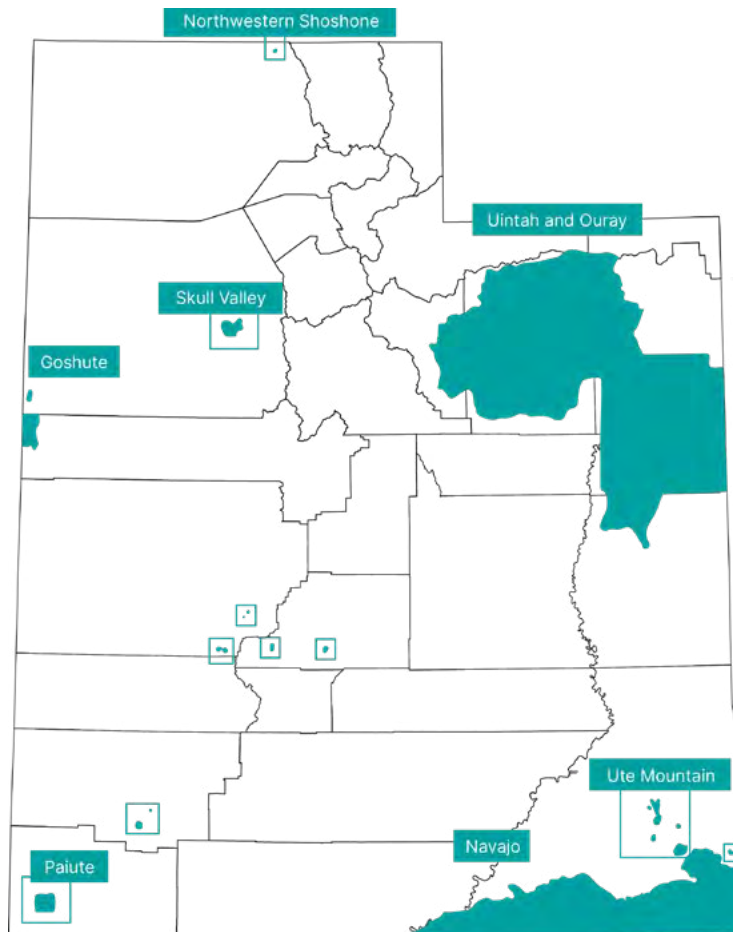 Northwestern Shoshone
Uintah and Ouray
Skull Valley
Goshute
Ute Mountain
Navajo
Paiute